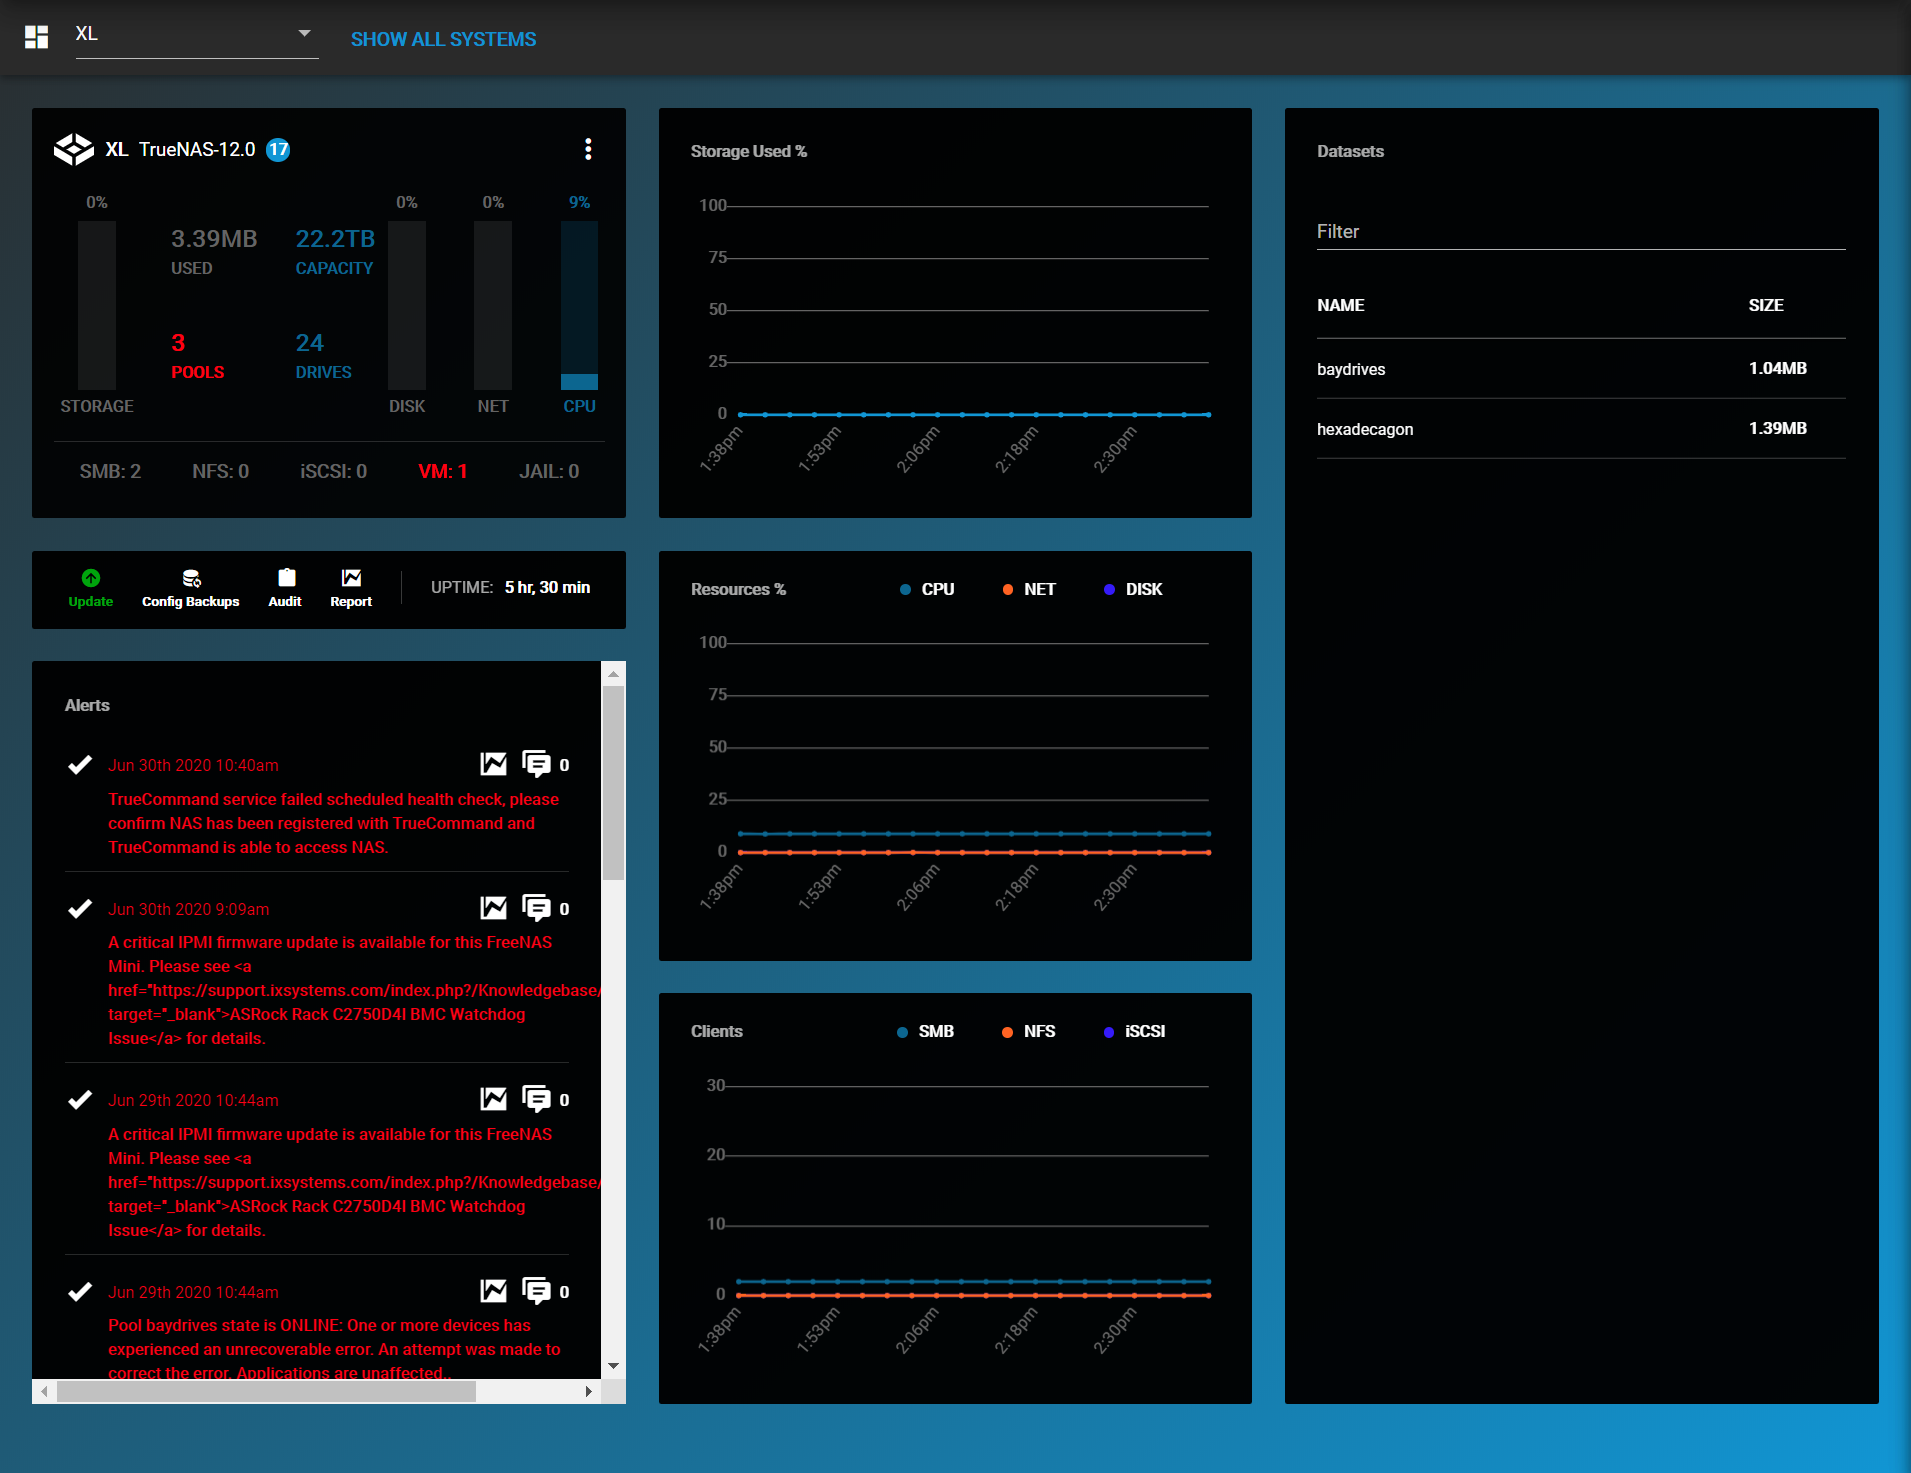 XL
SHOW ALL SYSTEMS
XL TrueNAS-12.0 17
0%
0%
0%
9%
3.39MB
USED
22.2TB
CAPACITY
3
POOLS
24
DRIVES
STORAGE
DISK
NET
CPU
SMB: 2
NFS: 0
iSCSI: 0
VM: 1
JAIL: 0
Update
Config Backups
Audit
Report
UPTIME: 5 hr, 30 min
Alerts
Jun 30th 2020 10:40am
0
TrueCommand service failed scheduled health check, please
confirm NAS has been registered with TrueCommand and
TrueCommand is able to access NAS.
Jun 30th 2020 9:09am
0
A critical IPMI firmware update is available for this FreeNAS
Mini. Please see <a
href="https://support.ixsystems.com/index.php?/Knowledgebase/
target="_blank">ASRock Rack C2750D4I BMC Watchdog
Issue</a> for details.
Jun 29th 2020 10:44am
0
A critical IPMI firmware update is available for this FreeNAS
Mini. Please see <a
href="https://support.ixsystems.com/index.php?/Knowledgebase/
target="_blank">ASRock Rack C2750D4I BMC Watchdog
Issue</a> for details.
Jun 29th 2020 10:44am
0
Pool baydrives state is ONLINE: One or more devices has
experienced an unrecoverable error. An attempt was made to
correct the error. Applications are unaffected..
Storage Used %
100
75
50
25
0
1:38pm
1:53pm
2:06pm
2:18pm
2:30pm
Resources %
CPU
NET
DISK
100
75
50
25
0
1:38pm
1:53pm
2:06pm
2:18pm
2:30pm
Clients
SMB
NFS
iSCSI
30
20
10
0
1:38pm
1:53pm
2:06pm
2:18pm
2:30pm
Datasets
Filter
NAME
SIZE
baydrives
1.04MB
hexadecagon
1.39MB